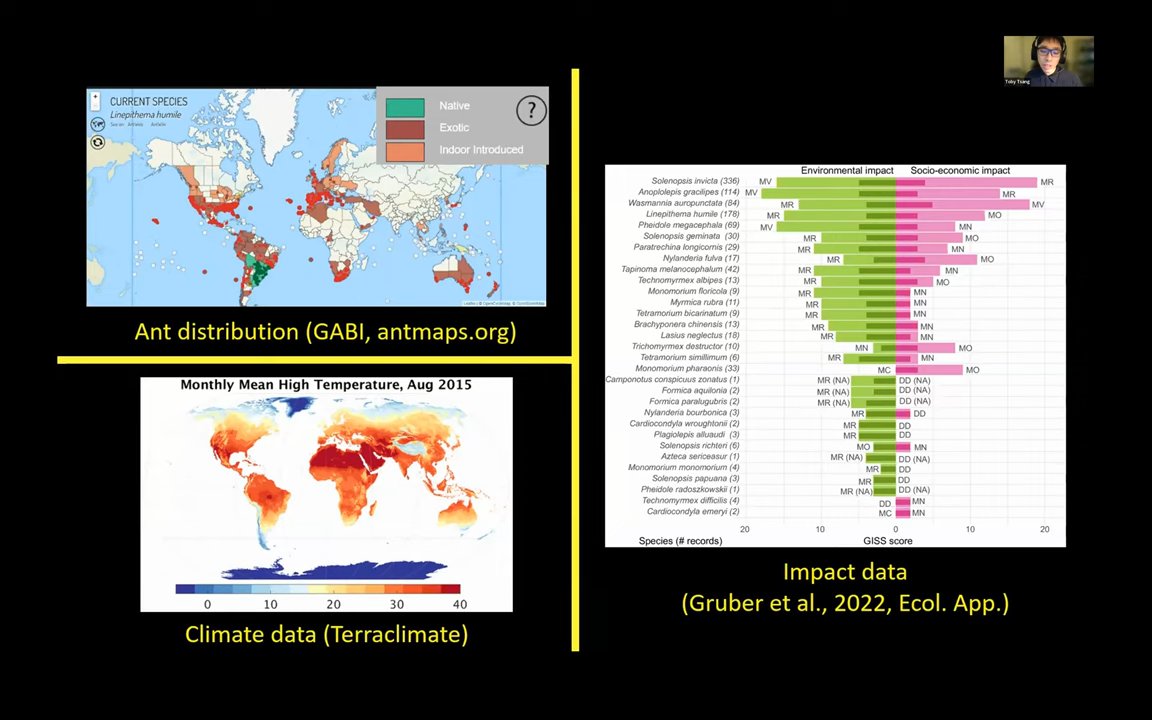 Toby Tsang
CURRENT SPECIES
Linepithema humile
Native
Exotic
Indoor Introduced
?
Ant distribution (GABI, antmaps.org)
Monthly Mean High Temperature, Aug 2015
0 10 20 30 40
Climate data (Terraclimate)
Environmental impact Socio-economic impact
Solenopsis invicta (336) MV MR
Anoplolepis gracilipes (114) MV MR
Wasmannia auropunctata (84) MR MV
Linepithema humile (178) MR MO
Pheidole megacephala (69) MV MN
Solenopsis geminata (30) MR MO
Paratrechina longicornis (29) MR MN
Nylanderia fulva (17) MR MO
Tapinoma melanocephalum (42) MR MN
Technomyrmex albipes (13) MR MO
Monomorium floricola (9) MR MN
Myrmica rubra (11) MR MN
Tetramorium bicarinatum (9) MR MN
Brachyponera chinensis (13) MR MN
Lasius neglectus (18) MR MN
Trichomyrmex destructor (10) MN MO
Tetramorium simillimum (6) MR MN
Monomorium pharaonis (33) MC MO
Camponotus conspicuus zonatus (1) MR (NA) DD (NA)
Formica aquilonia (2) MR (NA) DD (NA)
Formica paralugubris (2) MR (NA) DD (NA)
Nylanderia bourbonica (3) MR DD
Cardiocondyla wroughtonii (2) MR DD
Plagiolepis alluaudi (3) MR DD
Solenopsis richteri (6) MO MN
Azteca sericeasur (1) MR (NA) DD (NA)
Monomorium monomorium (4) MR DD
Solenopsis papuana (3) MR DD
Pheidole radoszkowskii (1) MR (NA) DD (NA)
Technomyrmex difficilis (4) DD MN
Cardiocondyla emeryi (2) MC MN
20 10 0 10 20
Species (# records) GISS score
Impact data
(Gruber et al., 2022, Ecol. App.)